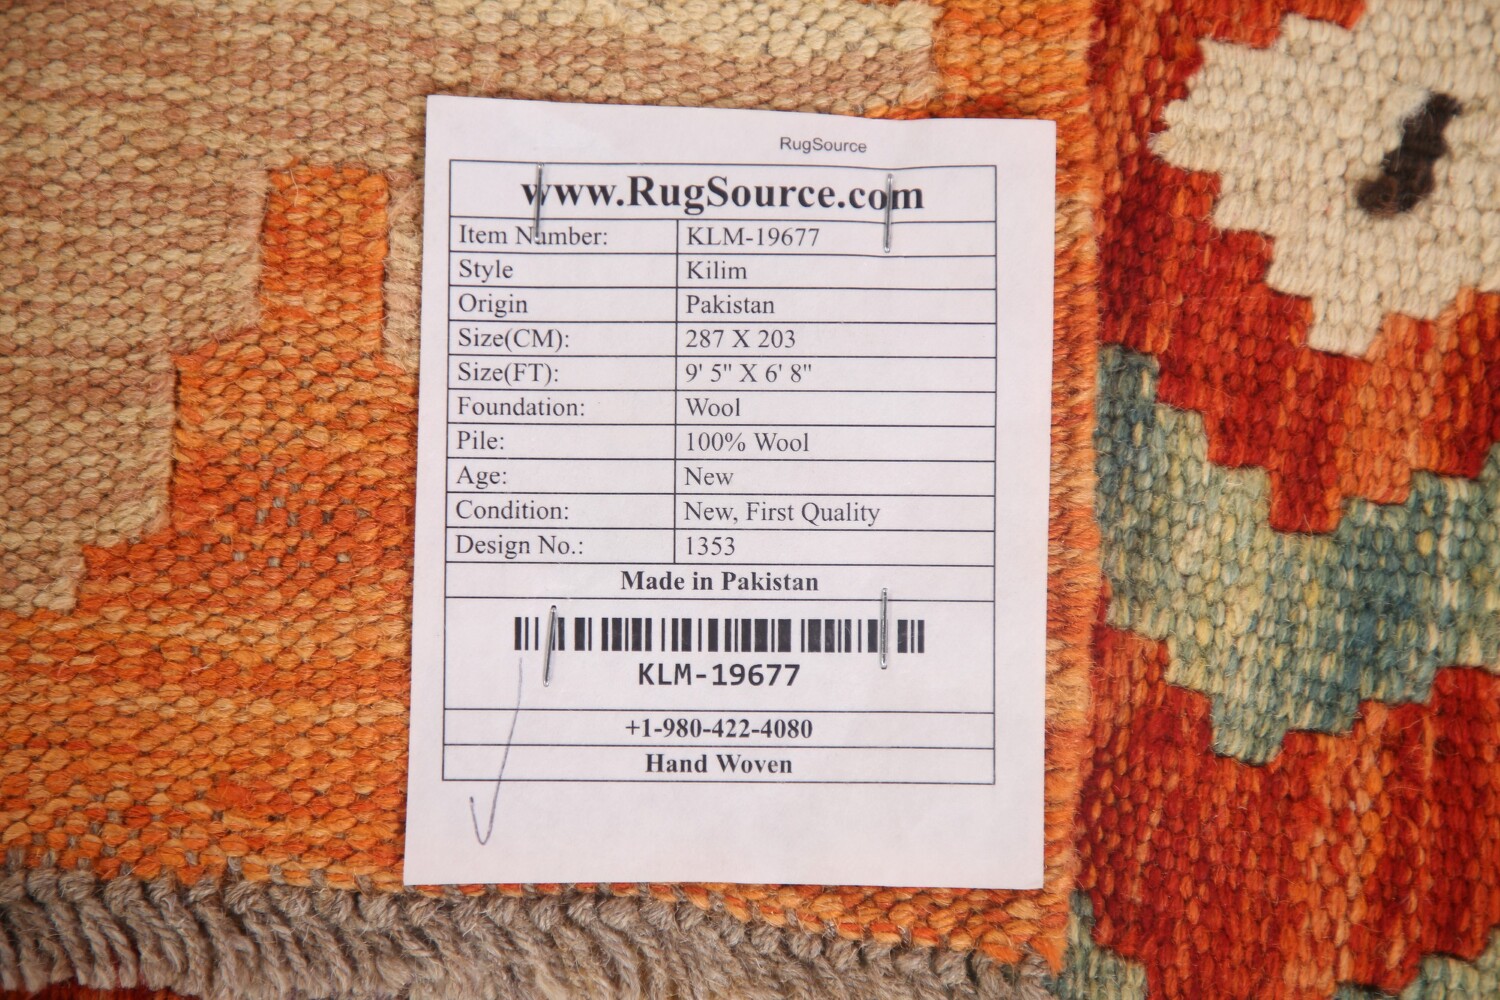 RugSource
www.RugSource.com
Item Number: KLM-19677
Style Kilim
Origin Pakistan
Size(CM): 287 X 203
Size(FT): 9' 5" X 6' 8"
Foundation: Wool
Pile: 100% Wool
Age: New
Condition: New, First Quality
Design No.: 1353
Made in Pakistan
KLM-19677
+1-980-422-4080
Hand Woven